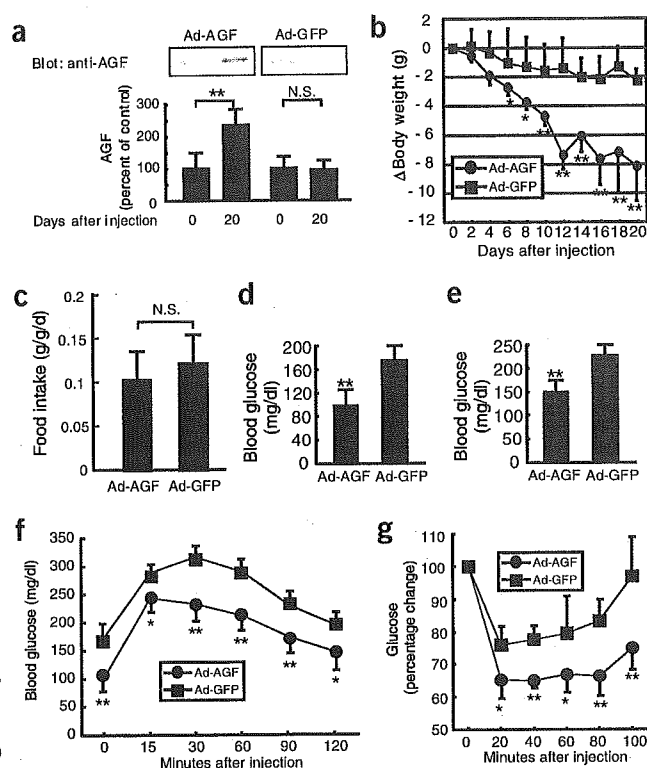 a
Ad-AGF Ad-GFP
Blot: anti-AGF
AGF
(percent of control)
300
200
100
0
** N.S.
Days after injection 0 20 0 20
b
Δ Body weight (g)
2
0
- 2
- 4
- 6
- 8
- 10
- 12
* * ** ** ** ** ** **
Ad-AGF
Ad-GFP
0 2 4 6 8 10 12 14 16 18 20
Days after injection
c
Food intake (g/g/d)
0.2
0.15
0.1
0.05
0
N.S.
Ad-AGF Ad-GFP
d
Blood glucose
(mg/dl)
200
160
120
80
40
0
**
Ad-AGF Ad-GFP
e
Blood glucose
(mg/dl)
250
200
150
100
50
0
**
Ad-AGF Ad-GFP
f
Blood glucose (mg/dl)
350
300
250
200
150
100
50
0
** * ** ** ** *
Ad-AGF
Ad-GFP
0 15 30 60 90 120
Minutes after injection
g
Glucose
(percentage change)
110
100
90
80
70
60
50
Ad-AGF
Ad-GFP
* ** * ** **
0 20 40 60 80 100
Minutes after injection